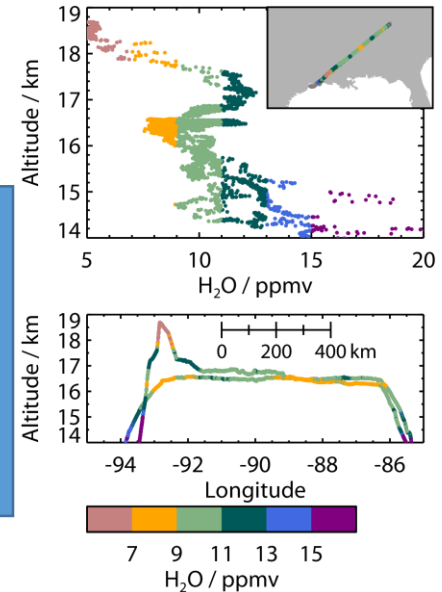 19
18
17
16
15
14
Altitude / km
5 10 15 20
H₂O / ppmv
19
18
17
16
15
14
Altitude / km
0 200 400 km
-94 -92 -90 -88 -86
Longitude
7 9 11 13 15
H₂O / ppmv